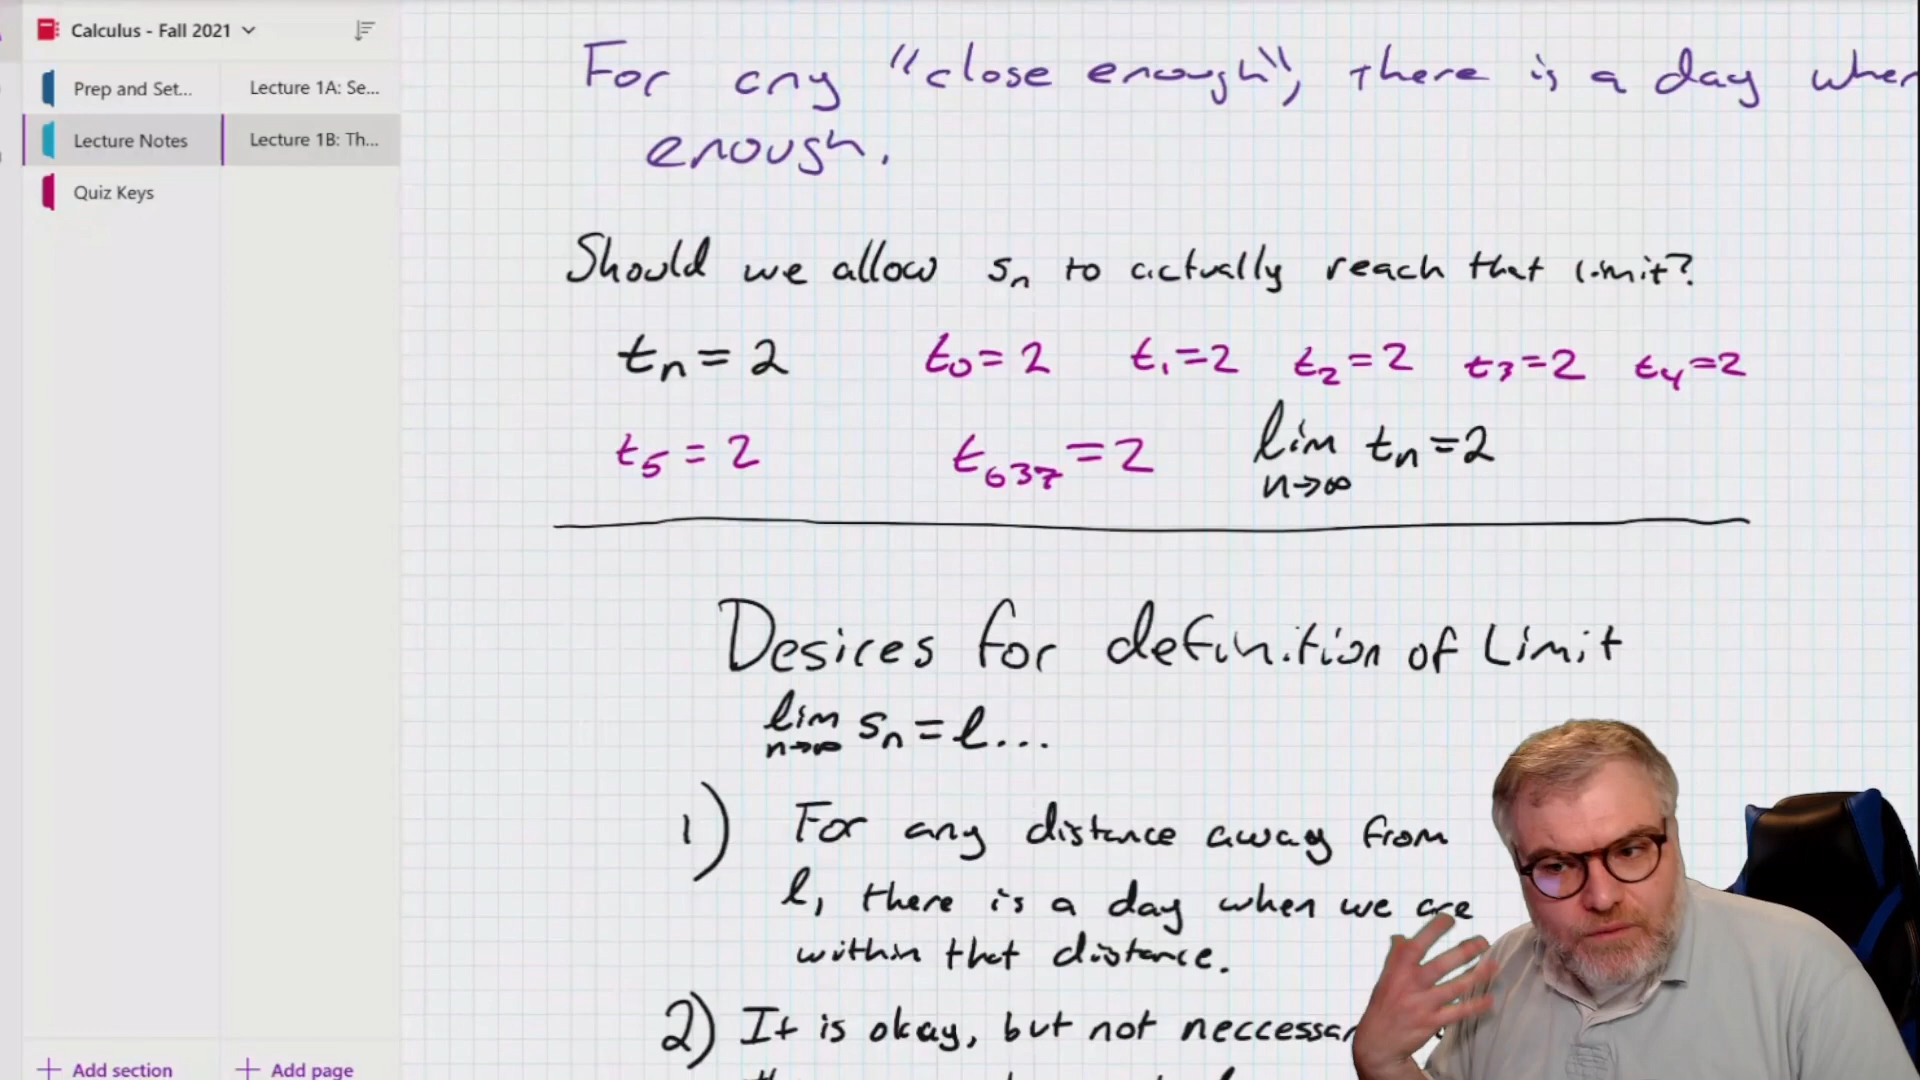 Calculus - Fall 2021
Prep and Set...
Lecture 1A: Se...
Lecture Notes
Lecture 1B: Th...
Quiz Keys
For any "close enough", there is a day when
enough.
Should we allow sₙ to actually reach that limit?
tₙ = 2 t₀ = 2 t₁ = 2 t₂ = 2 t₃ = 2 t₄ = 2
t₅ = 2 t₆₃₇ = 2 lim n→∞ tₙ = 2
Desires for definition of Limit
lim n→∞ sₙ = ℓ...
1) For any distance away from
ℓ, there is a day when we are
within that distance.
2) It is okay, but not neccessar
Add section
Add page